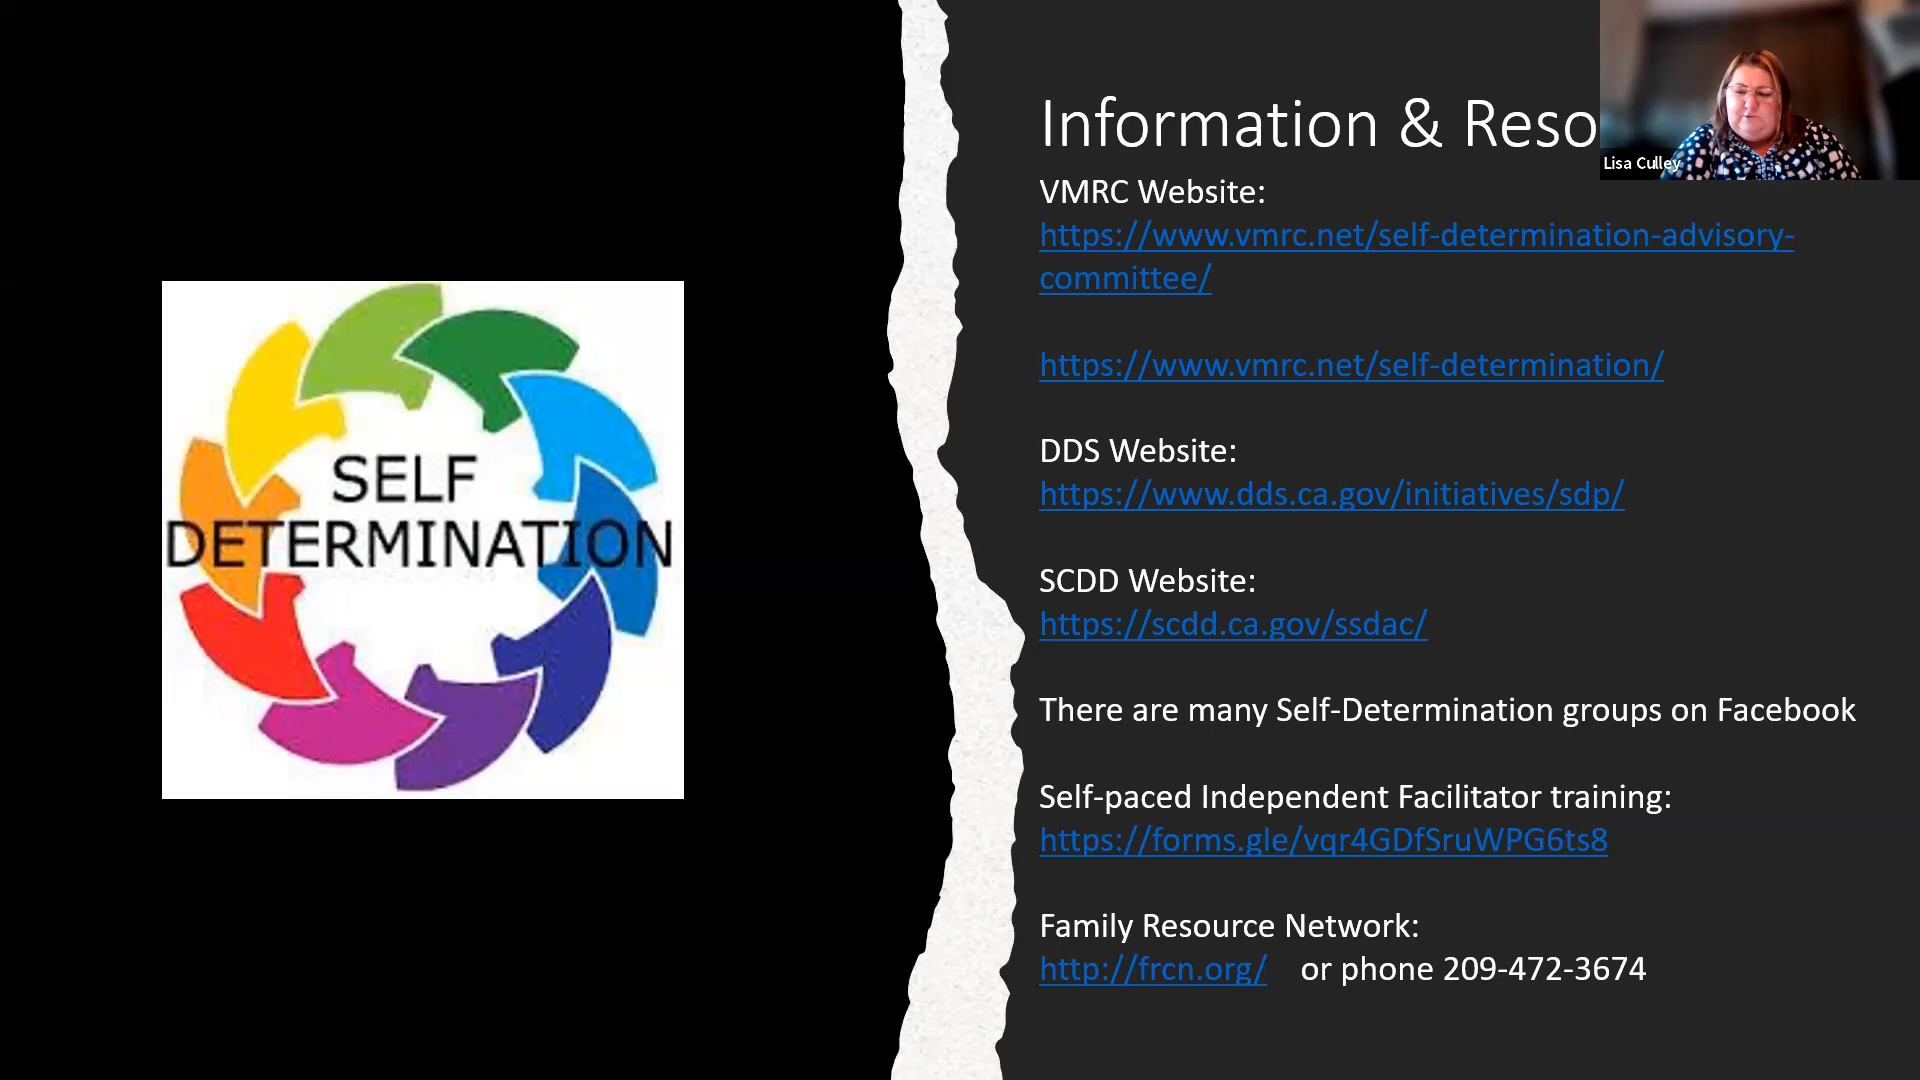 SELF
DETERMINATION
Information & Reso
Lisa Culley
VMRC Website:
https://www.vmrc.net/self-determination-advisory-
committee/
https://www.vmrc.net/self-determination/
DDS Website:
https://www.dds.ca.gov/initiatives/sdp/
SCDD Website:
https://scdd.ca.gov/ssdac/
There are many Self-Determination groups on Facebook
Self-paced Independent Facilitator training:
https://forms.gle/vqr4GDfSruWPG6ts8
Family Resource Network:
http://frcn.org/ or phone 209-472-3674